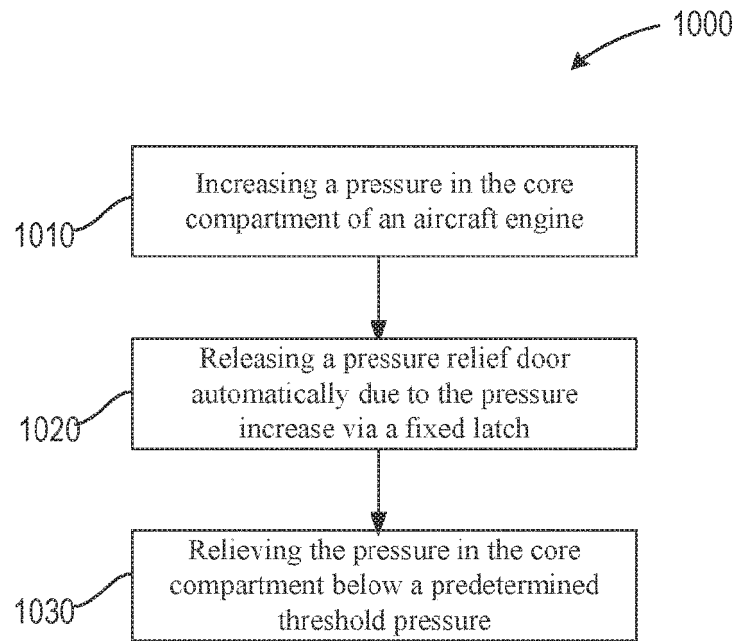 1000
1010
Increasing a pressure in the core
compartment of an aircraft engine
1020
Releasing a pressure relief door
automatically due to the pressure
increase via a fixed latch
1030
Relieving the pressure in the core
compartment below a predetermined
threshold pressure